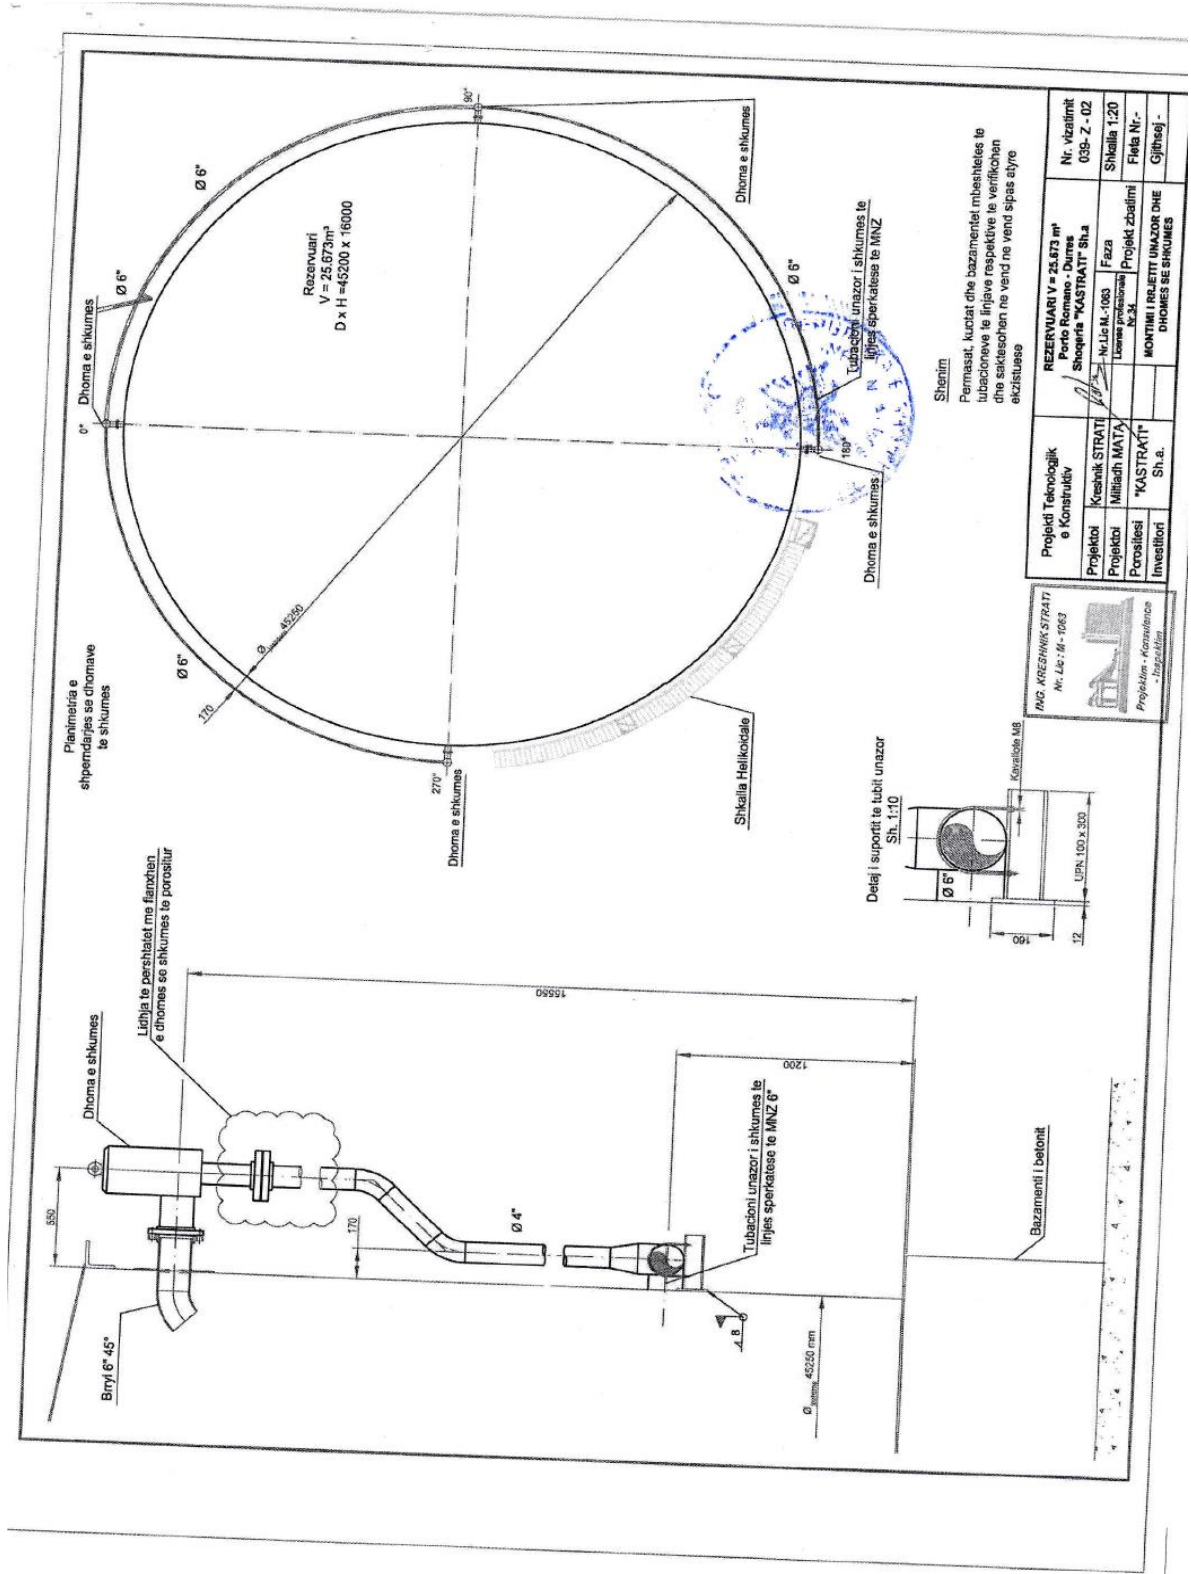 Planimetria e
shperndarjes se dhomave
te shkumes
Dhoma e shkumes
0°
Ø 6"
Ø 6"
90°
Rezervuari
V = 25.673m³
D x H =45200 x 16000
Dhoma e shkumes
Ø 6"
170
Ø
45250
270°
Dhoma e shkumes
Ø 6"
Tubacioni unazor i shkumes te
linjes sperkatese te MNZ
180°
Dhoma e shkumes
Shkalla Helikoidale
Dhoma e shkumes
Lidhja te pershtatet me flanxhen
e dhomes se shkumes te porositur
550
Brryl 6" 45°
170
Ø 4"
15550
1200
Tubacioni unazor i shkumes te
linjes sperkatese te MNZ 6"
Ø 45250 mm
Bazamenti i betonit
Detaj i suportit te tubit unazor
Sh. 1:10
Ø 6"
160
12
UPN 100 x 300
Kavallote M8
Shenim
Permasat, kuotat dhe bazamentet mbeshtetes te
tubacioneve te linjave respektive te verifikohen
dhe saktesohen ne vend ne vend sipas atyre
ekzistuese
ING. KRESHNIK STRATI
Nr. Lic : M - 1063
Projektim - Konsulence
- Inspektim
Projekti Teknologjik
e Konstruktiv
REZERVUARI V = 25.673 m³
Porto Romano - Durres
Shoqeria "KASTRATI" Sh.a
Nr. vizatimit
039- Z - 02
Projektoi Kreshnik STRATI Nr.Lic M.-1063 Faza Shkalla 1:20
Projektoi Miltiadh MATA License profesionale Nr.34 Projekt zbatimi Fleta Nr.-
Porositesi "KASTRATI" Sh.a.
Investitori
MONTIMI I RRJETIT UNAZOR DHE
DHOMES SE SHKUMES
Gjithsej -